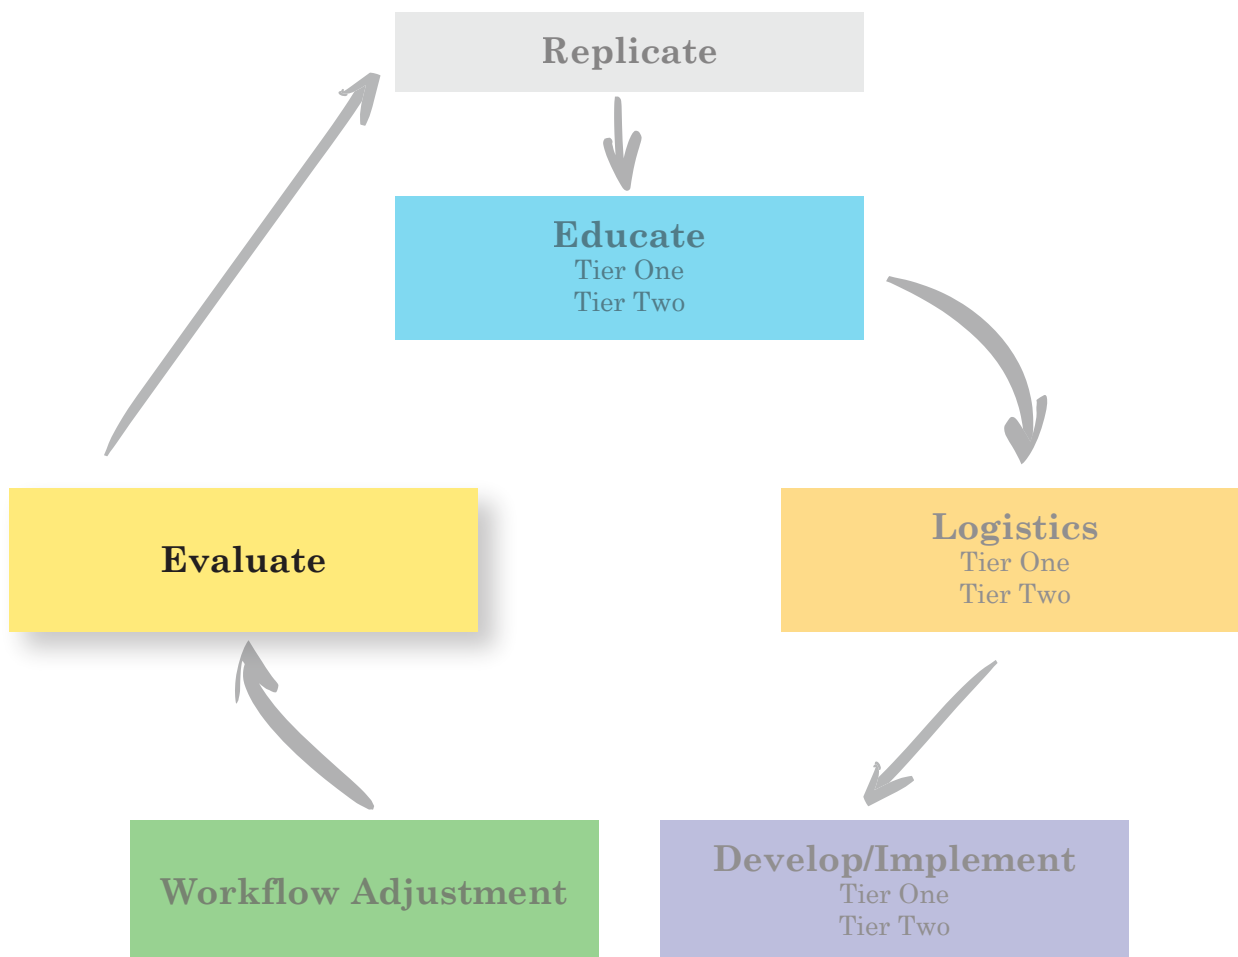 Replicate
Educate
Tier One
Tier Two
Evaluate
Logistics
Tier One
Tier Two
Workflow Adjustment
Develop/Implement
Tier One
Tier Two